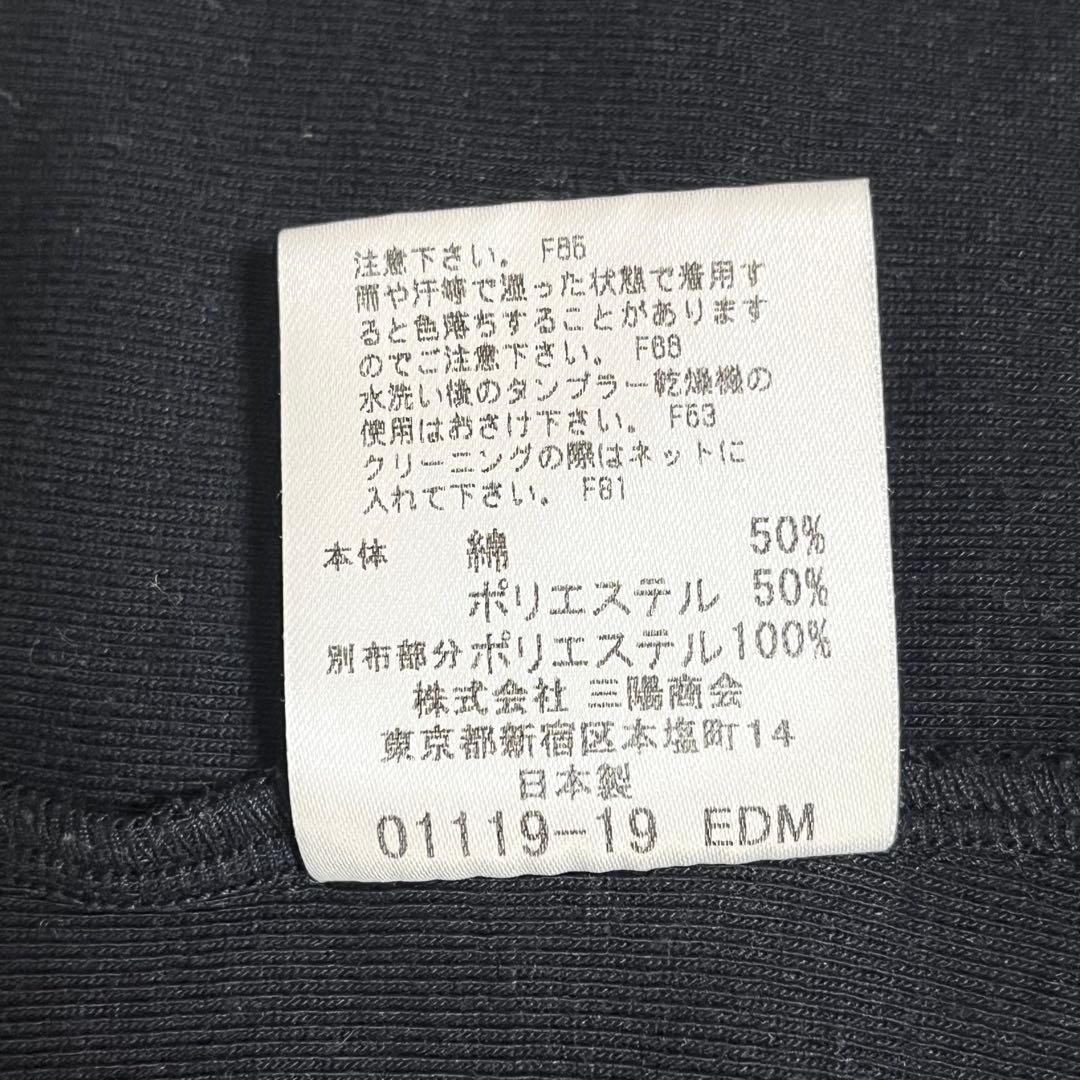 注意下さい。 F86
雨や汗等で湿った状態で着用す
ると色落ちすることがあります
のでご注意下さい。 F68
水洗い後のタンブラー乾燥機の
使用はおさけ下さい。 F63
クリーニングの際はネットに
入れて下さい。 F81
本体 綿 50%
ポリエステル 50%
別布部分 ポリエステル 100%
株式会社 三陽商会
東京都新宿区本塩町14
日本製
01119-19 EDM